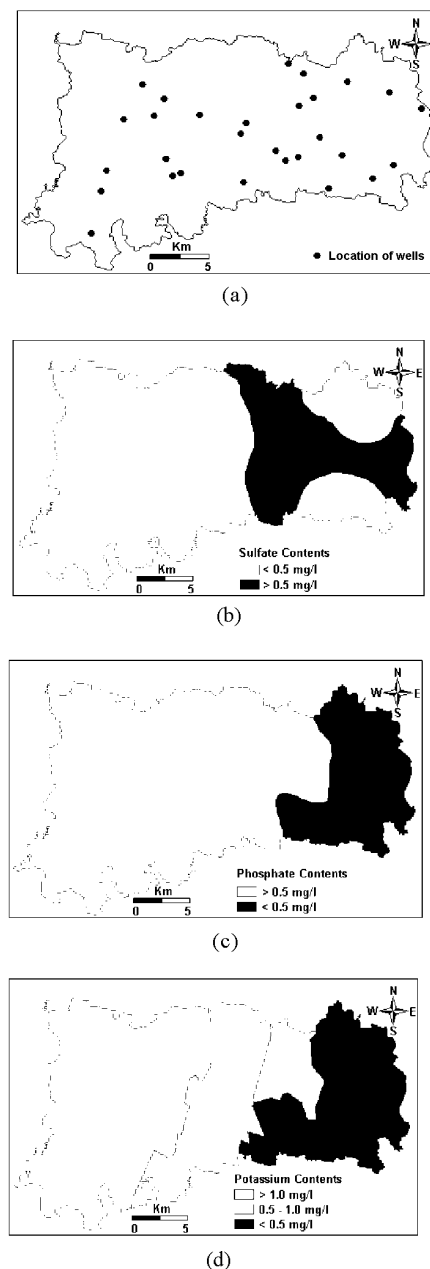 N
W E
S
Km
0 5
Location of wells
(a)
N
W E
S
Sulfate Contents
< 0.5 mg/l
> 0.5 mg/l
Km
0 5
(b)
N
W E
S
Phosphate Contents
> 0.5 mg/l
< 0.5 mg/l
Km
0 5
(c)
N
W E
S
Potassium Contents
> 1.0 mg/l
0.5 - 1.0 mg/l
< 0.5 mg/l
Km
0 5
(d)